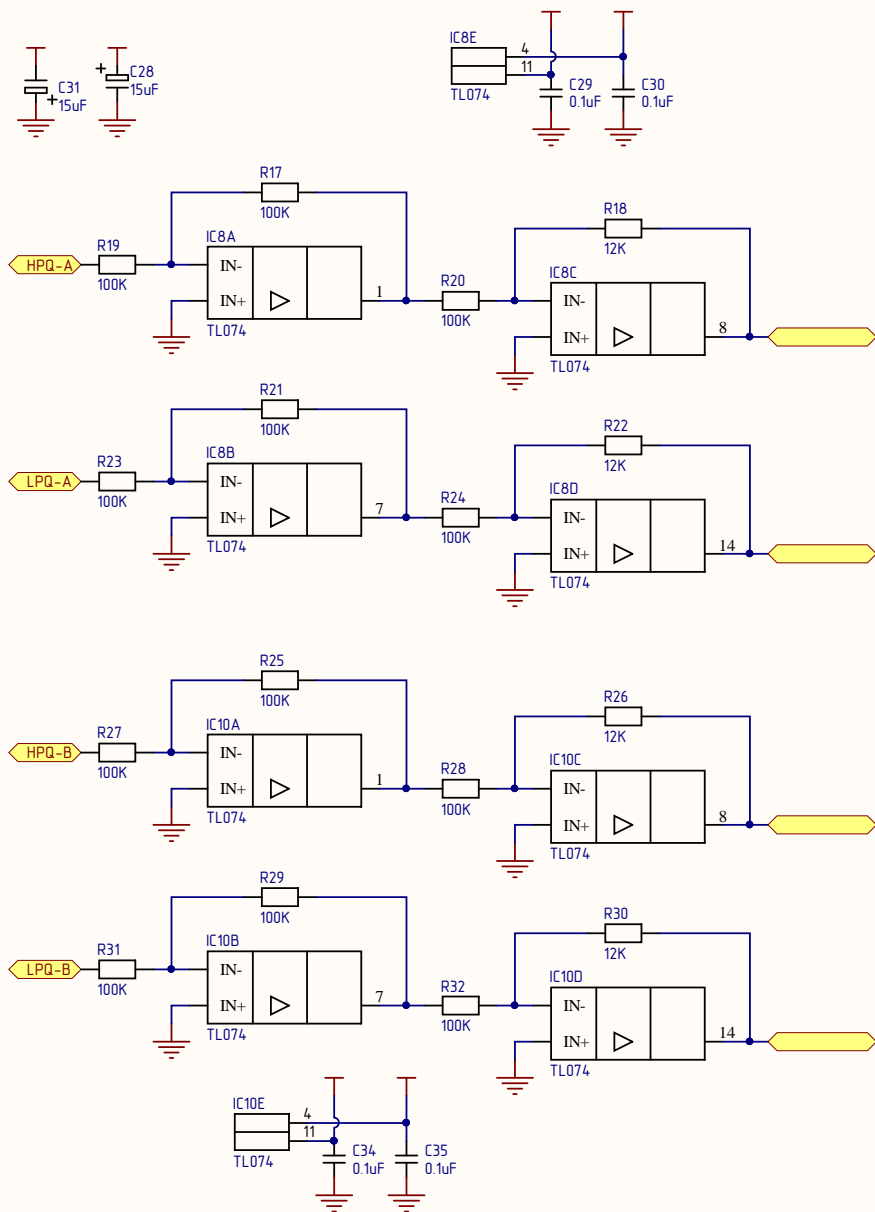 IC8E
4
11
TL074
C31
15uF
+
+
C28
15uF
C29
0.1uF
C30
0.1uF
R17
100K
HPQ-A
R19
100K
IC8A
IN-
IN+
1
TL074
R20
100K
R18
12K
IC8C
IN-
IN+
8
TL074
R21
100K
LPQ-A
R23
100K
IC8B
IN-
IN+
7
TL074
R24
100K
R22
12K
IC8D
IN-
IN+
14
TL074
R25
100K
HPQ-B
R27
100K
IC10A
IN-
IN+
1
TL074
R28
100K
R26
12K
IC10C
IN-
IN+
8
TL074
R29
100K
LPQ-B
R31
100K
IC10B
IN-
IN+
7
TL074
R32
100K
R30
12K
IC10D
IN-
IN+
14
TL074
IC10E
4
11
TL074
C34
0.1uF
C35
0.1uF